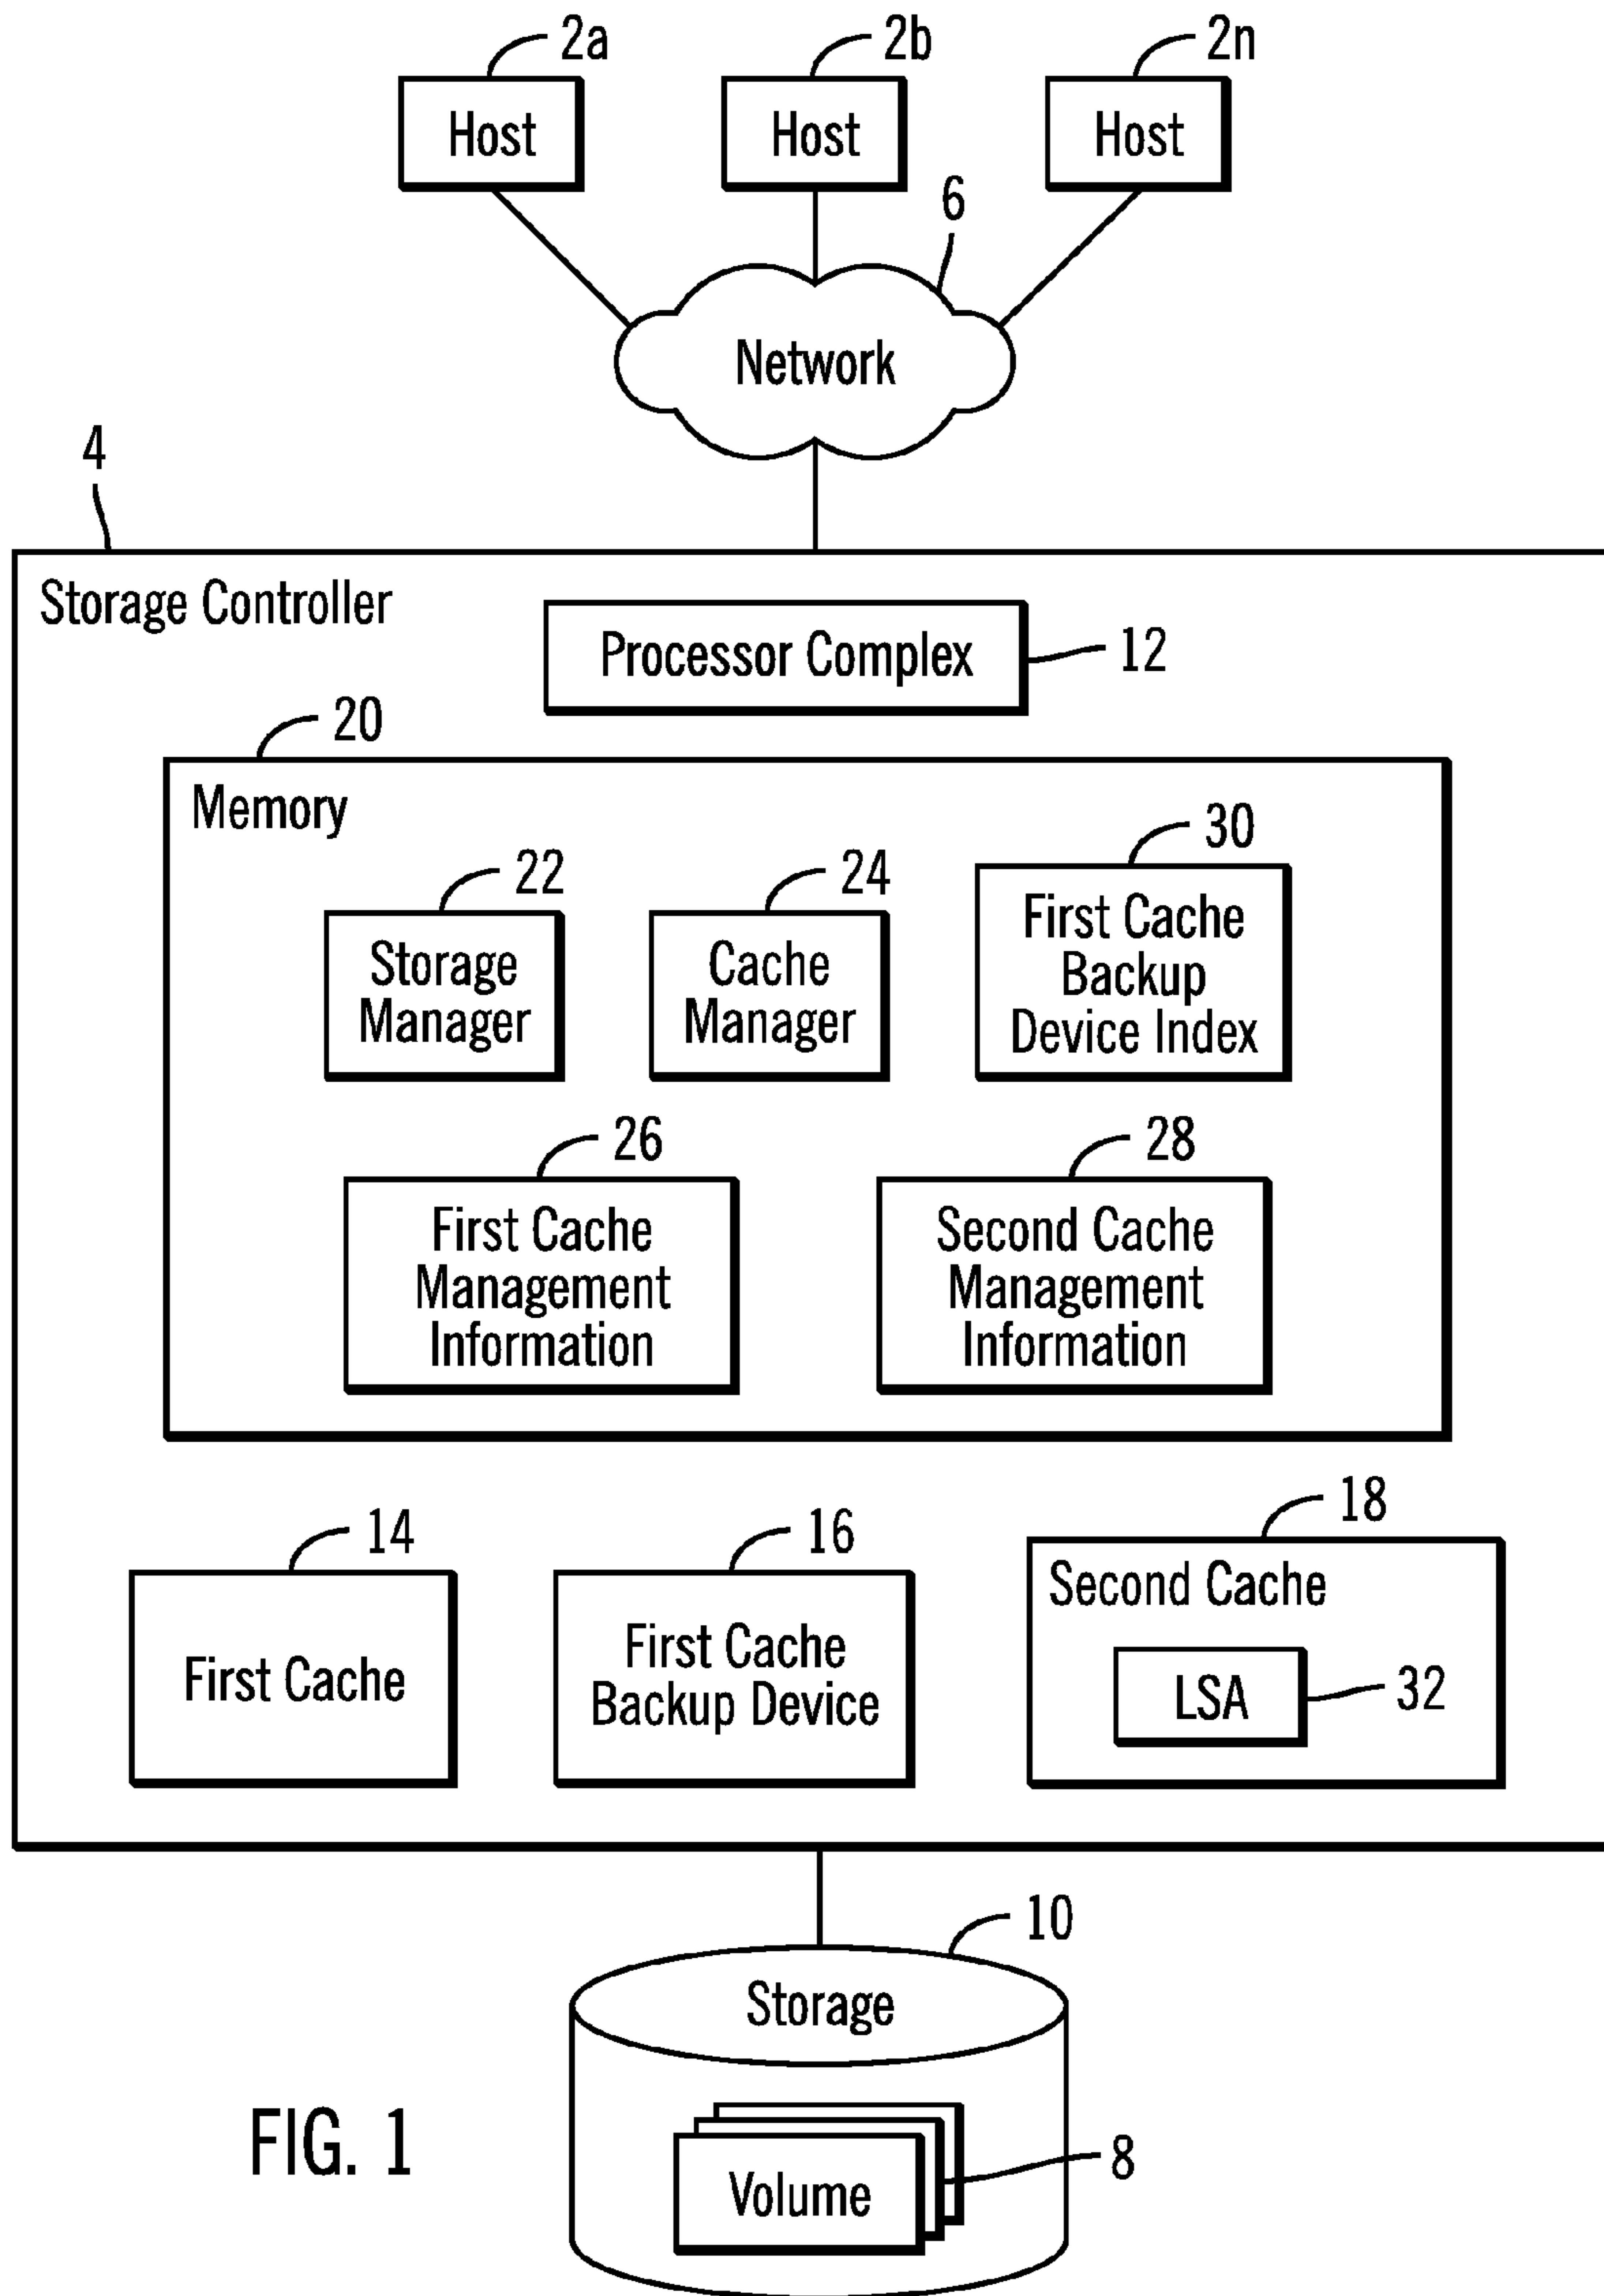 2a
2b
2n
Host
Host
Host
6
Network
4
Storage Controller
Processor Complex
12
20
Memory
22
24
30
Storage
Manager
Cache
Manager
First Cache
Backup
Device Index
26
28
First Cache
Management
Information
Second Cache
Management
Information
14
16
18
First Cache
First Cache
Backup Device
Second Cache
LSA
32
10
Storage
FIG. 1
Volume
8